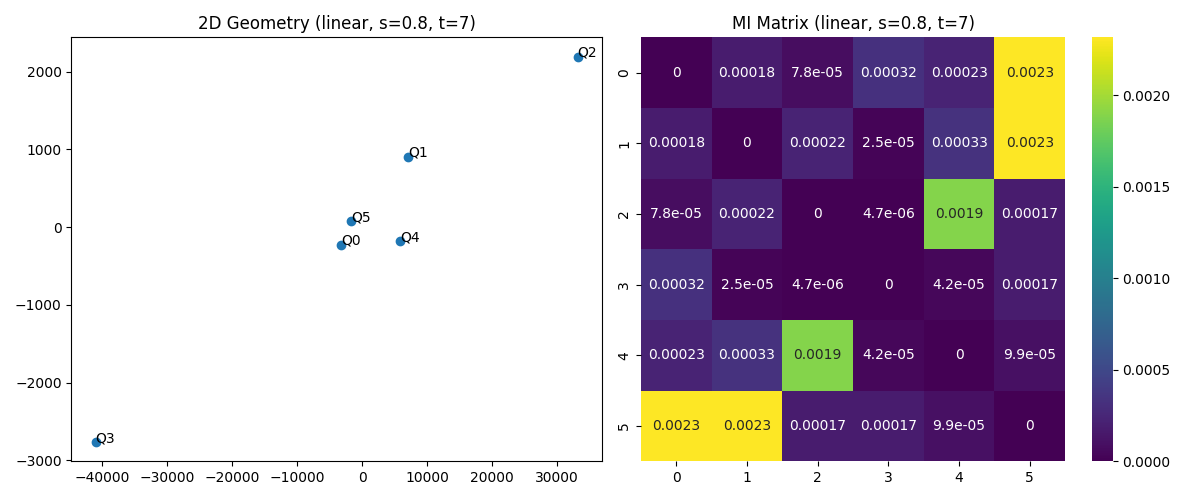 2D Geometry (linear, s=0.8, t=7)
2000
1000
0
−1000
−2000
−3000
−40000 −30000 −20000 −10000 0 10000 20000 30000
Q2
Q1
Q5
Q0
Q4
Q3
MI Matrix (linear, s=0.8, t=7)
0 0 0.00018 7.8e-05 0.00032 0.00023 0.0023
1 0.00018 0 0.00022 2.5e-05 0.00033 0.0023
2 7.8e-05 0.00022 0 4.7e-06 0.0019 0.00017
3 0.00032 2.5e-05 4.7e-06 0 4.2e-05 0.00017
4 0.00023 0.00033 0.0019 4.2e-05 0 9.9e-05
5 0.0023 0.0023 0.00017 0.00017 9.9e-05 0
0 1 2 3 4 5
0.0020
0.0015
0.0010
0.0005
0.0000